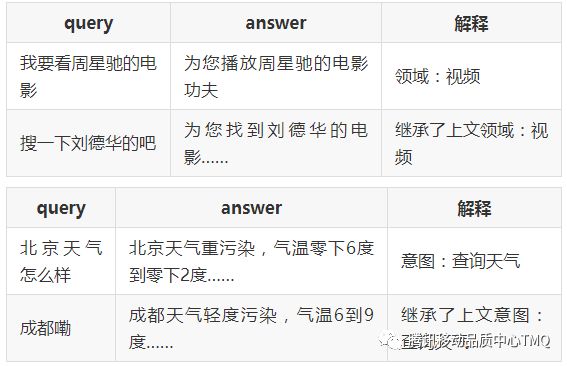 query answer 解释
我要看周星驰的电 为您播放周星驰的电影 领域：视频
影 功夫
搜一下刘德华的吧 为您找到刘德华的电 继承了上文领域：视
影...... 频
query answer 解释
北京天气 北京天气重污染，气温零下6度 意图：查询天气
怎么样 到零下2度......
成都嘞 成都天气轻度污染，气温6到9 继承了上文意图：
度......
腾讯移动品质中心TMQ